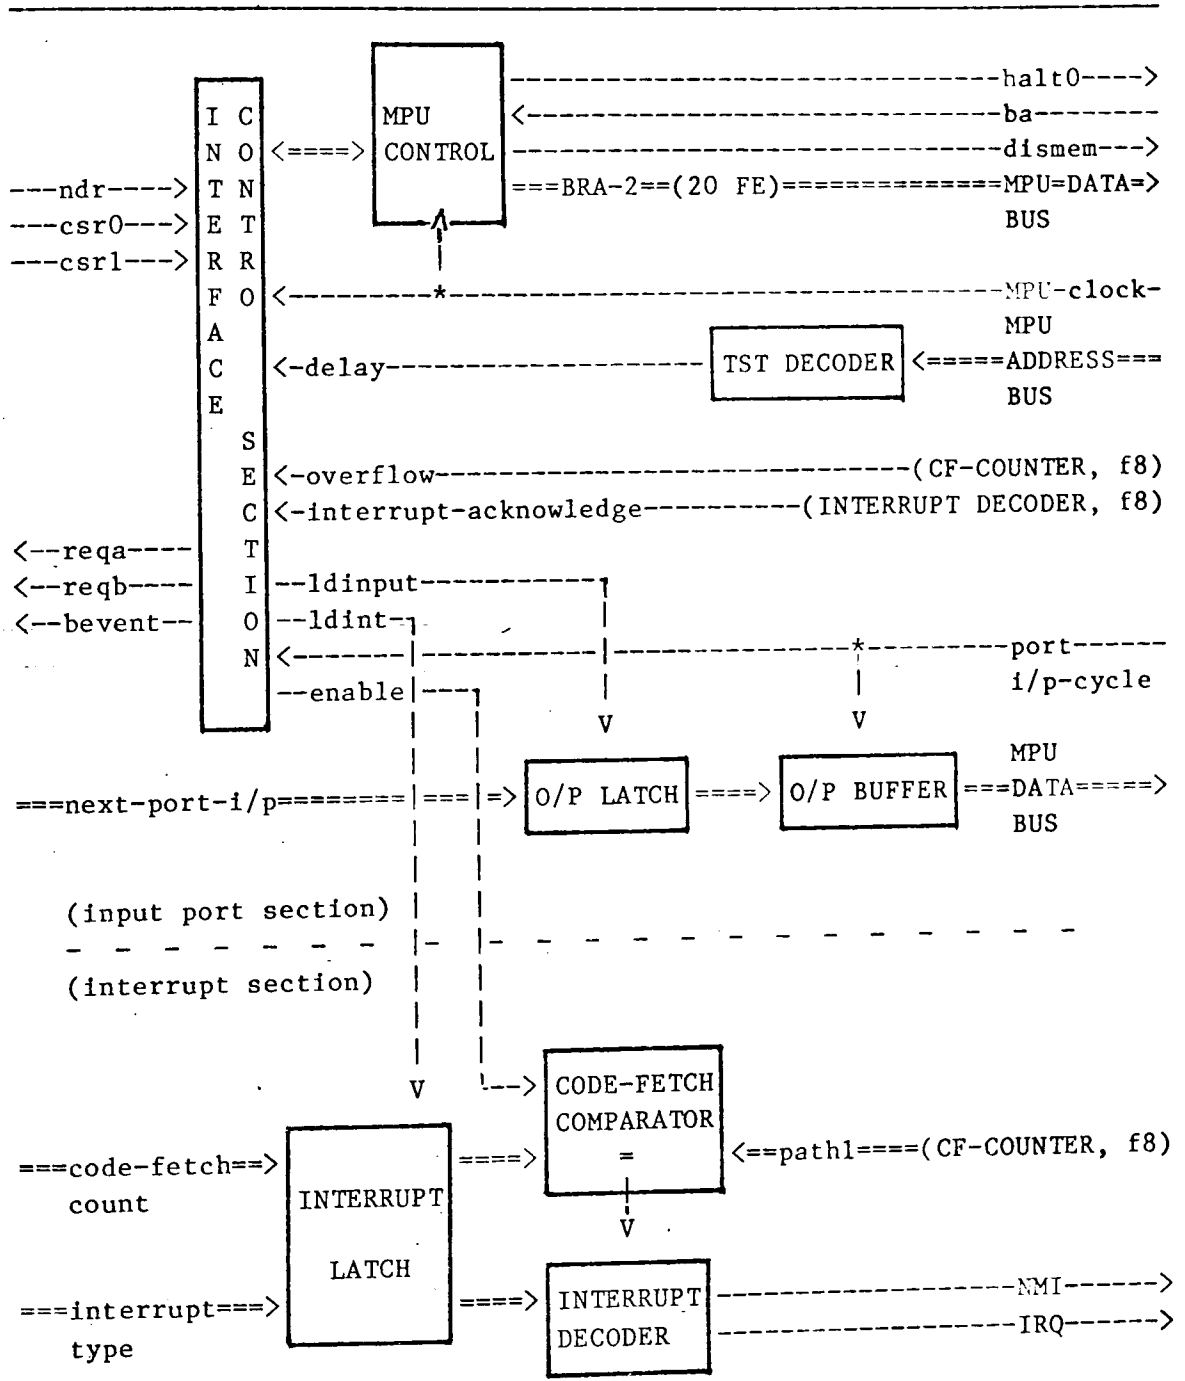 halt0
MPU
ba
CONTROL
dismem
ndr
BRA-2 (20 FE) MPU DATA
csr0
BUS
csr1
INTERFACE
CONTRO
SECTION
MPU-clock
MPU
delay
TST DECODER
ADDRESS
BUS
overflow (CF-COUNTER, f8)
interrupt-acknowledge (INTERRUPT DECODER, f8)
reqa
reqb
ldinput
bevent
ldint
port
enable
i/p-cycle
MPU
next-port-i/p
O/P LATCH
O/P BUFFER
DATA
BUS
(input port section)
(interrupt section)
CODE-FETCH
COMPARATOR
=
path1 (CF-COUNTER, f8)
code-fetch
count
INTERRUPT
LATCH
interrupt
type
INTERRUPT
DECODER
NMI
IRQ